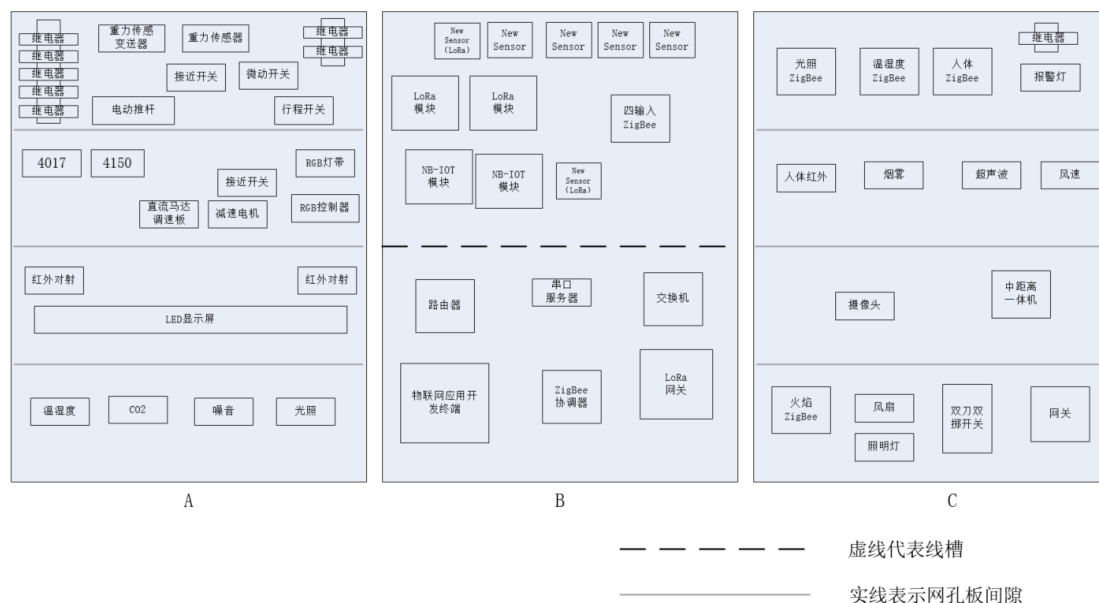 继电器
继电器
继电器
继电器
继电器
重力传感
变送器
重力传感器
继电器
继电器
接近开关
微动开关
电动推杆
行程开关
4017
4150
RGB灯带
接近开关
直流马达
调速板
减速电机
RGB控制器
红外对射
红外对射
LED显示屏
温湿度
CO2
噪音
光照
A
New
Sensor
(LoRa)
New
Sensor
New
Sensor
New
Sensor
New
Sensor
LoRa
模块
LoRa
模块
四输入
ZigBee
NB-IOT
模块
NB-IOT
模块
New
Sensor
(LoRa)
路由器
串口
服务器
交换机
物联网应用开
发终端
ZigBee
协调器
LoRa
网关
B
光照
ZigBee
温湿度
ZigBee
人体
ZigBee
继电器
报警灯
人体红外
烟雾
超声波
风速
摄像头
中距离
一体机
火焰
ZigBee
风扇
照明灯
双刀双
掷开关
网关
C
虚线代表线槽
实线表示网孔板间隙